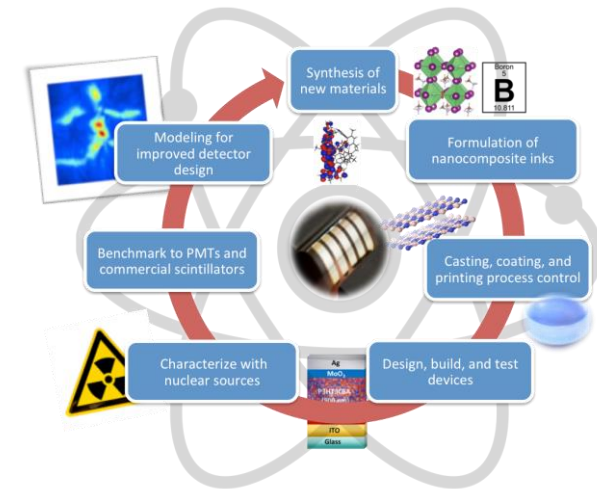 Synthesis of
new materials
Boron
5
B
10.811
Formulation of
nanocomposite inks
Casting, coating, and
printing process control
Design, build, and test
devices
Ag
MoO₃
ITO
Glass
Characterize with
nuclear sources
Benchmark to PMTs and
commercial scintillators
Modeling for
improved detector
design